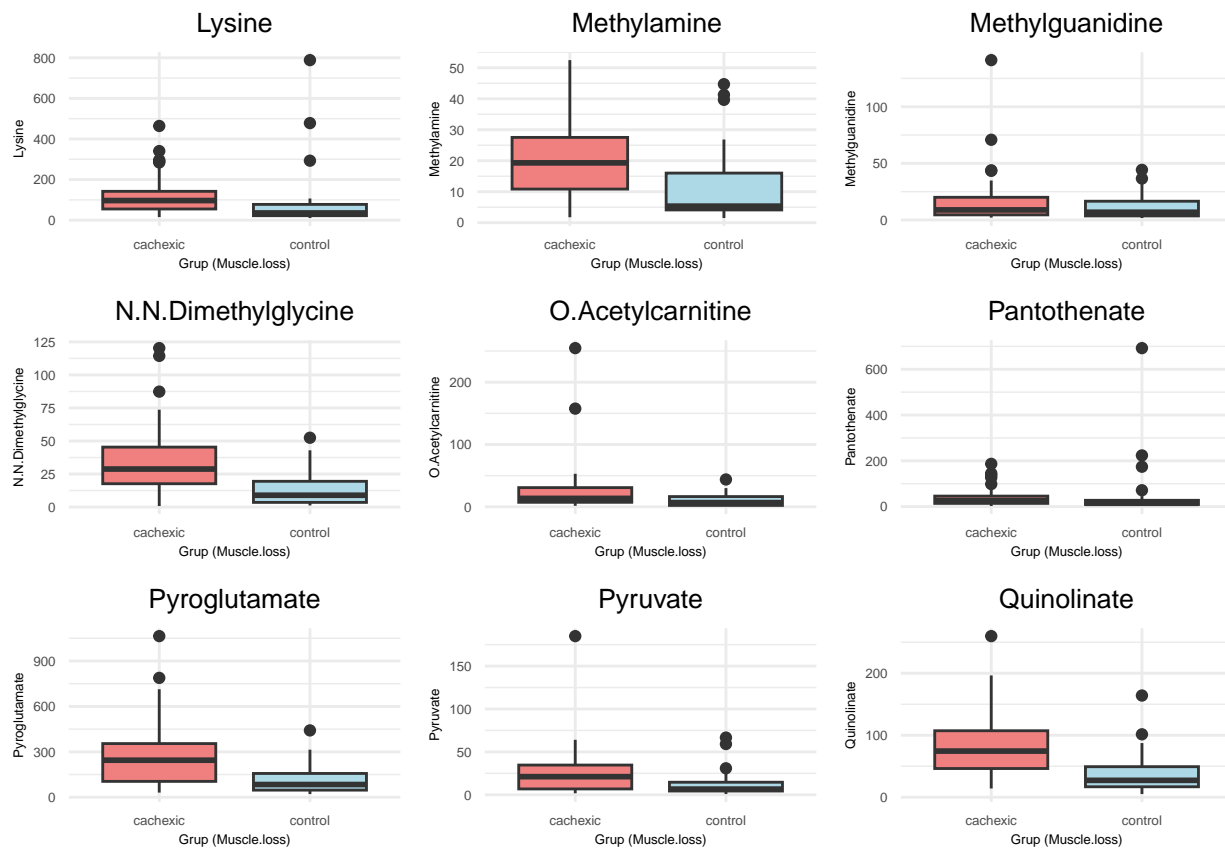 Lysine
Lysine
800
600
400
200
0
cachexic
control
Grup (Muscle.loss)
Methylamine
Methylamine
50
40
30
20
10
0
cachexic
control
Grup (Muscle.loss)
Methylguanidine
Methylguanidine
100
50
0
cachexic
control
Grup (Muscle.loss)
N.N.Dimethylglycine
N.N.Dimethylglycine
125
100
75
50
25
0
cachexic
control
Grup (Muscle.loss)
O.Acetylcarnitine
O.Acetylcarnitine
200
100
0
cachexic
control
Grup (Muscle.loss)
Pantothenate
Pantothenate
600
400
200
0
cachexic
control
Grup (Muscle.loss)
Pyroglutamate
Pyroglutamate
900
600
300
0
cachexic
control
Grup (Muscle.loss)
Pyruvate
Pyruvate
150
100
50
0
cachexic
control
Grup (Muscle.loss)
Quinolinate
Quinolinate
200
100
0
cachexic
control
Grup (Muscle.loss)